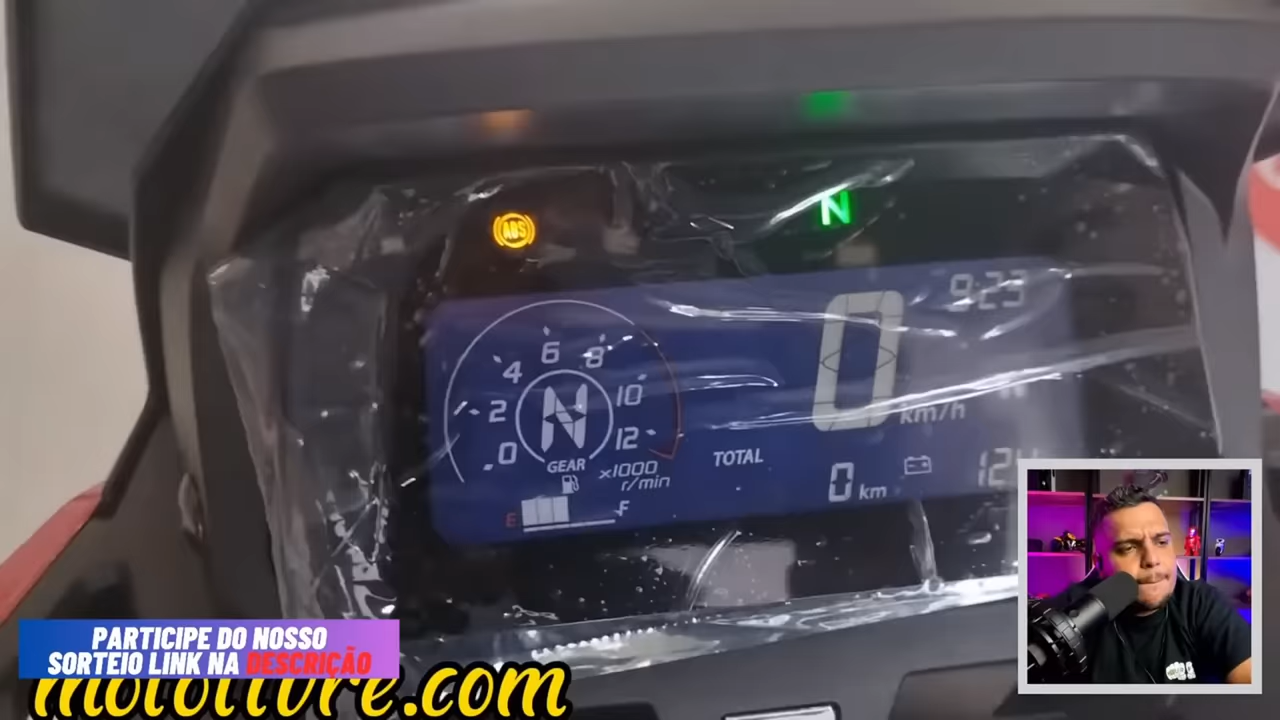 ABS
N
9:23
6
4
8
2
10
0
12
N
GEAR
x1000
r/min
E
F
TOTAL
0
km/h
0 km
PARTICIPE DO NOSSO
SORTEIO LINK NA DESCRIÇÃO
motolivre.com